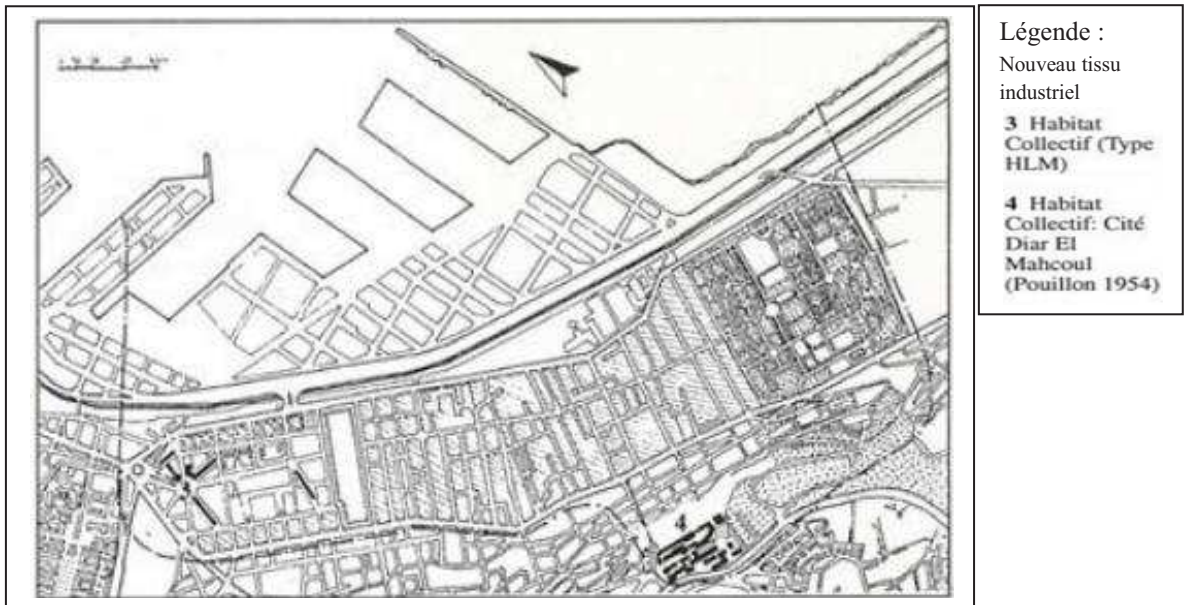 4
Légende :
Nouveau tissu
industriel
3 Habitat
Collectif (Type
HLM)
4 Habitat
Collectif: Cité
Diar El
Mahcoul
(Pouillon 1954)